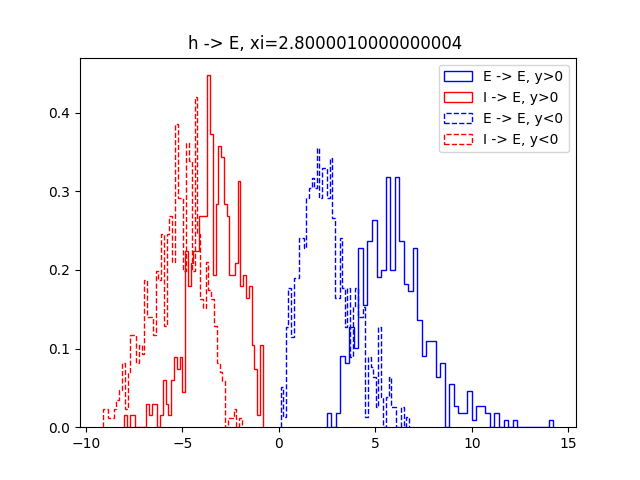 h -> E, xi=2.8000010000000004
E -> E, y>0
I -> E, y>0
E -> E, y<0
I -> E, y<0
0.4
0.3
0.2
0.1
0.0
−10
−5
0
5
10
15